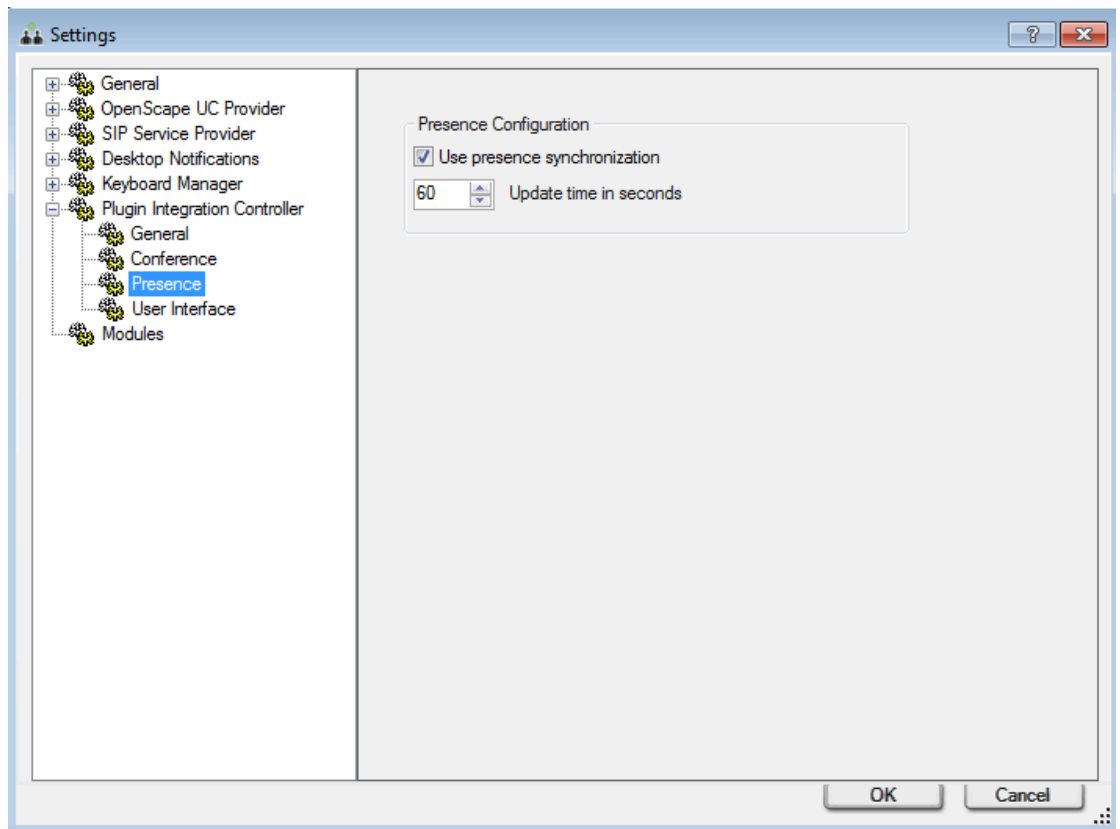 Settings
General
OpenScape UC Provider
SIP Service Provider
Desktop Notifications
Keyboard Manager
Plugin Integration Controller
General
Conference
Presence
User Interface
Modules
Presence Configuration
Use presence synchronization
60 Update time in seconds
OK Cancel